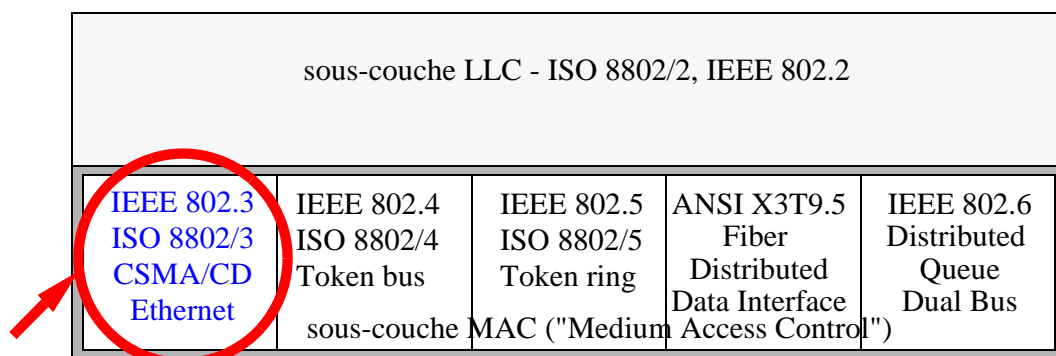 sous-couche LLC - ISO 8802/2, IEEE 802.2
IEEE 802.3
ISO 8802/3
CSMA/CD
Ethernet
IEEE 802.4
ISO 8802/4
Token bus
IEEE 802.5
ISO 8802/5
Token ring
ANSI X3T9.5
Fiber
Distributed
Data Interface
IEEE 802.6
Distributed
Queue
Dual Bus
sous-couche MAC ("Medium Access Control")